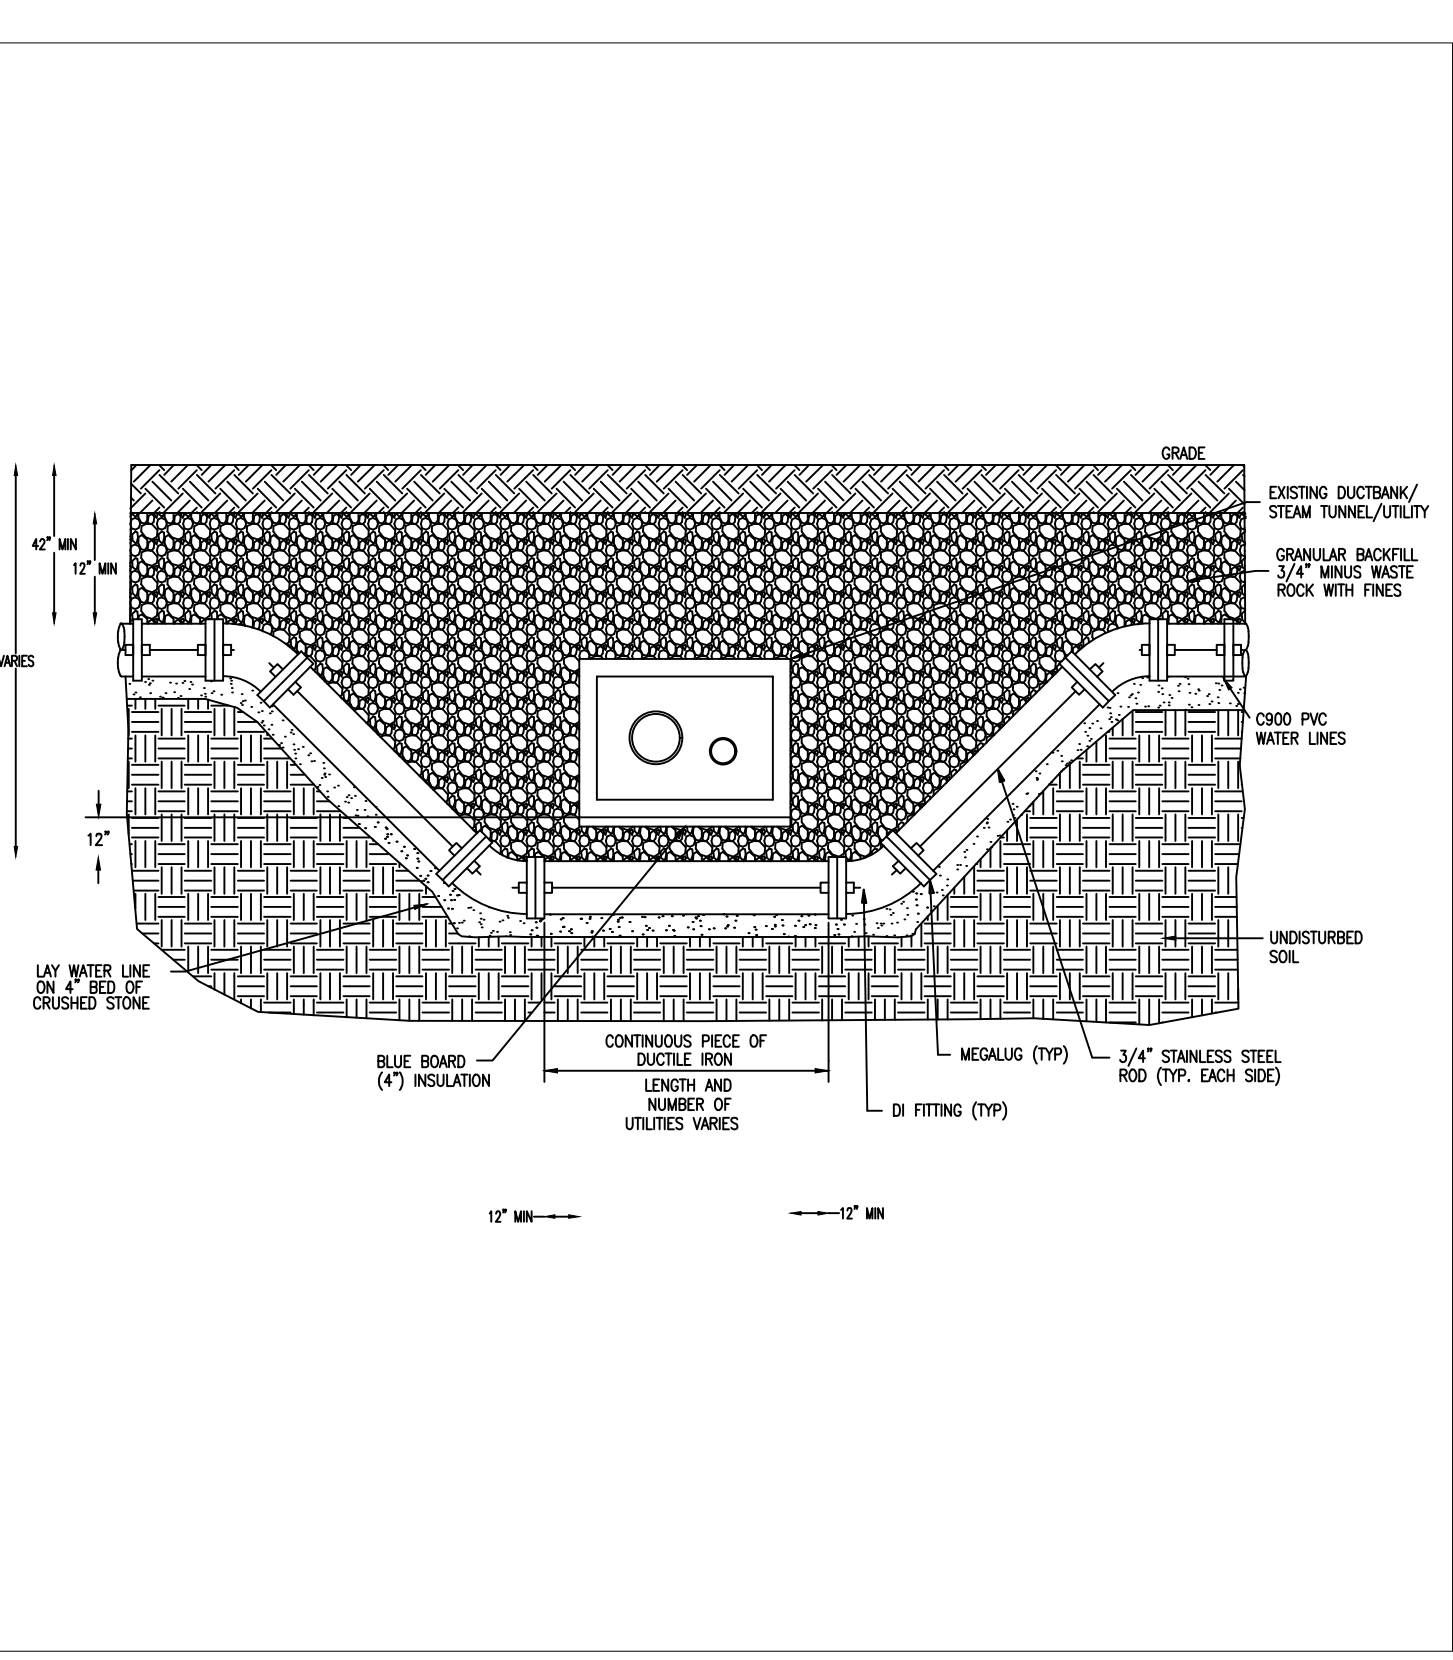 GRADE
EXISTING DUCTBANK/
STEAM TUNNEL/UTILITY
42" MIN
12" MIN
GRANULAR BACKFILL
3/4" MINUS WASTE
ROCK WITH FINES
VARIES
C900 PVC
WATER LINES
12"
UNDISTURBED
SOIL
LAY WATER LINE
ON 4" BED OF
CRUSHED STONE
BLUE BOARD
(4") INSULATION
CONTINUOUS PIECE OF
DUCTILE IRON
LENGTH AND
NUMBER OF
UTILITIES VARIES
MEGALUG (TYP)
3/4" STAINLESS STEEL
ROD (TYP. EACH SIDE)
DI FITTING (TYP)
12" MIN
12" MIN